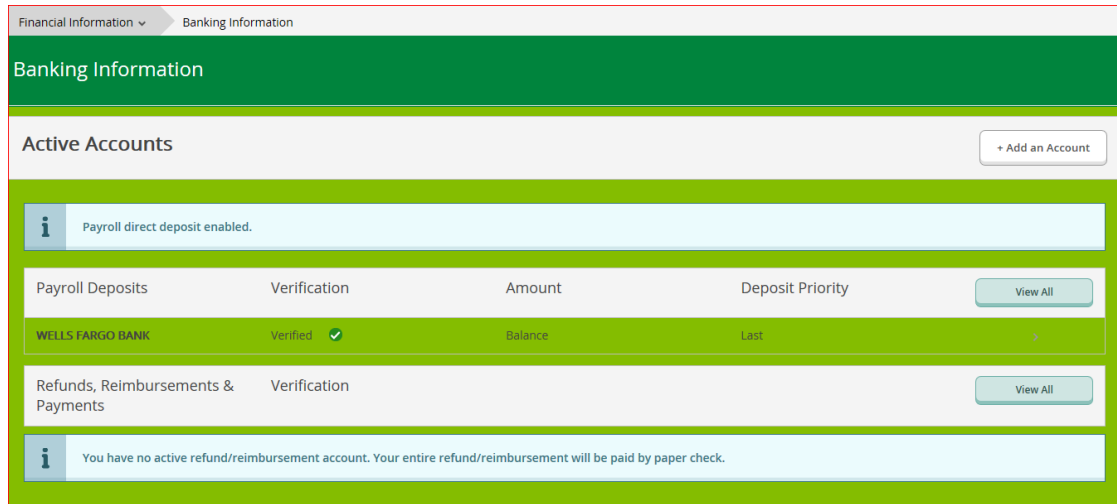 Financial Information Banking Information
Banking Information
Active Accounts + Add an Account
i Payroll direct deposit enabled.
Payroll Deposits Verification Amount Deposit Priority View All
WELLS FARGO BANK Verified Balance Last
Refunds, Reimbursements & Verification View All
Payments
i You have no active refund/reimbursement account. Your entire refund/reimbursement will be paid by paper check.